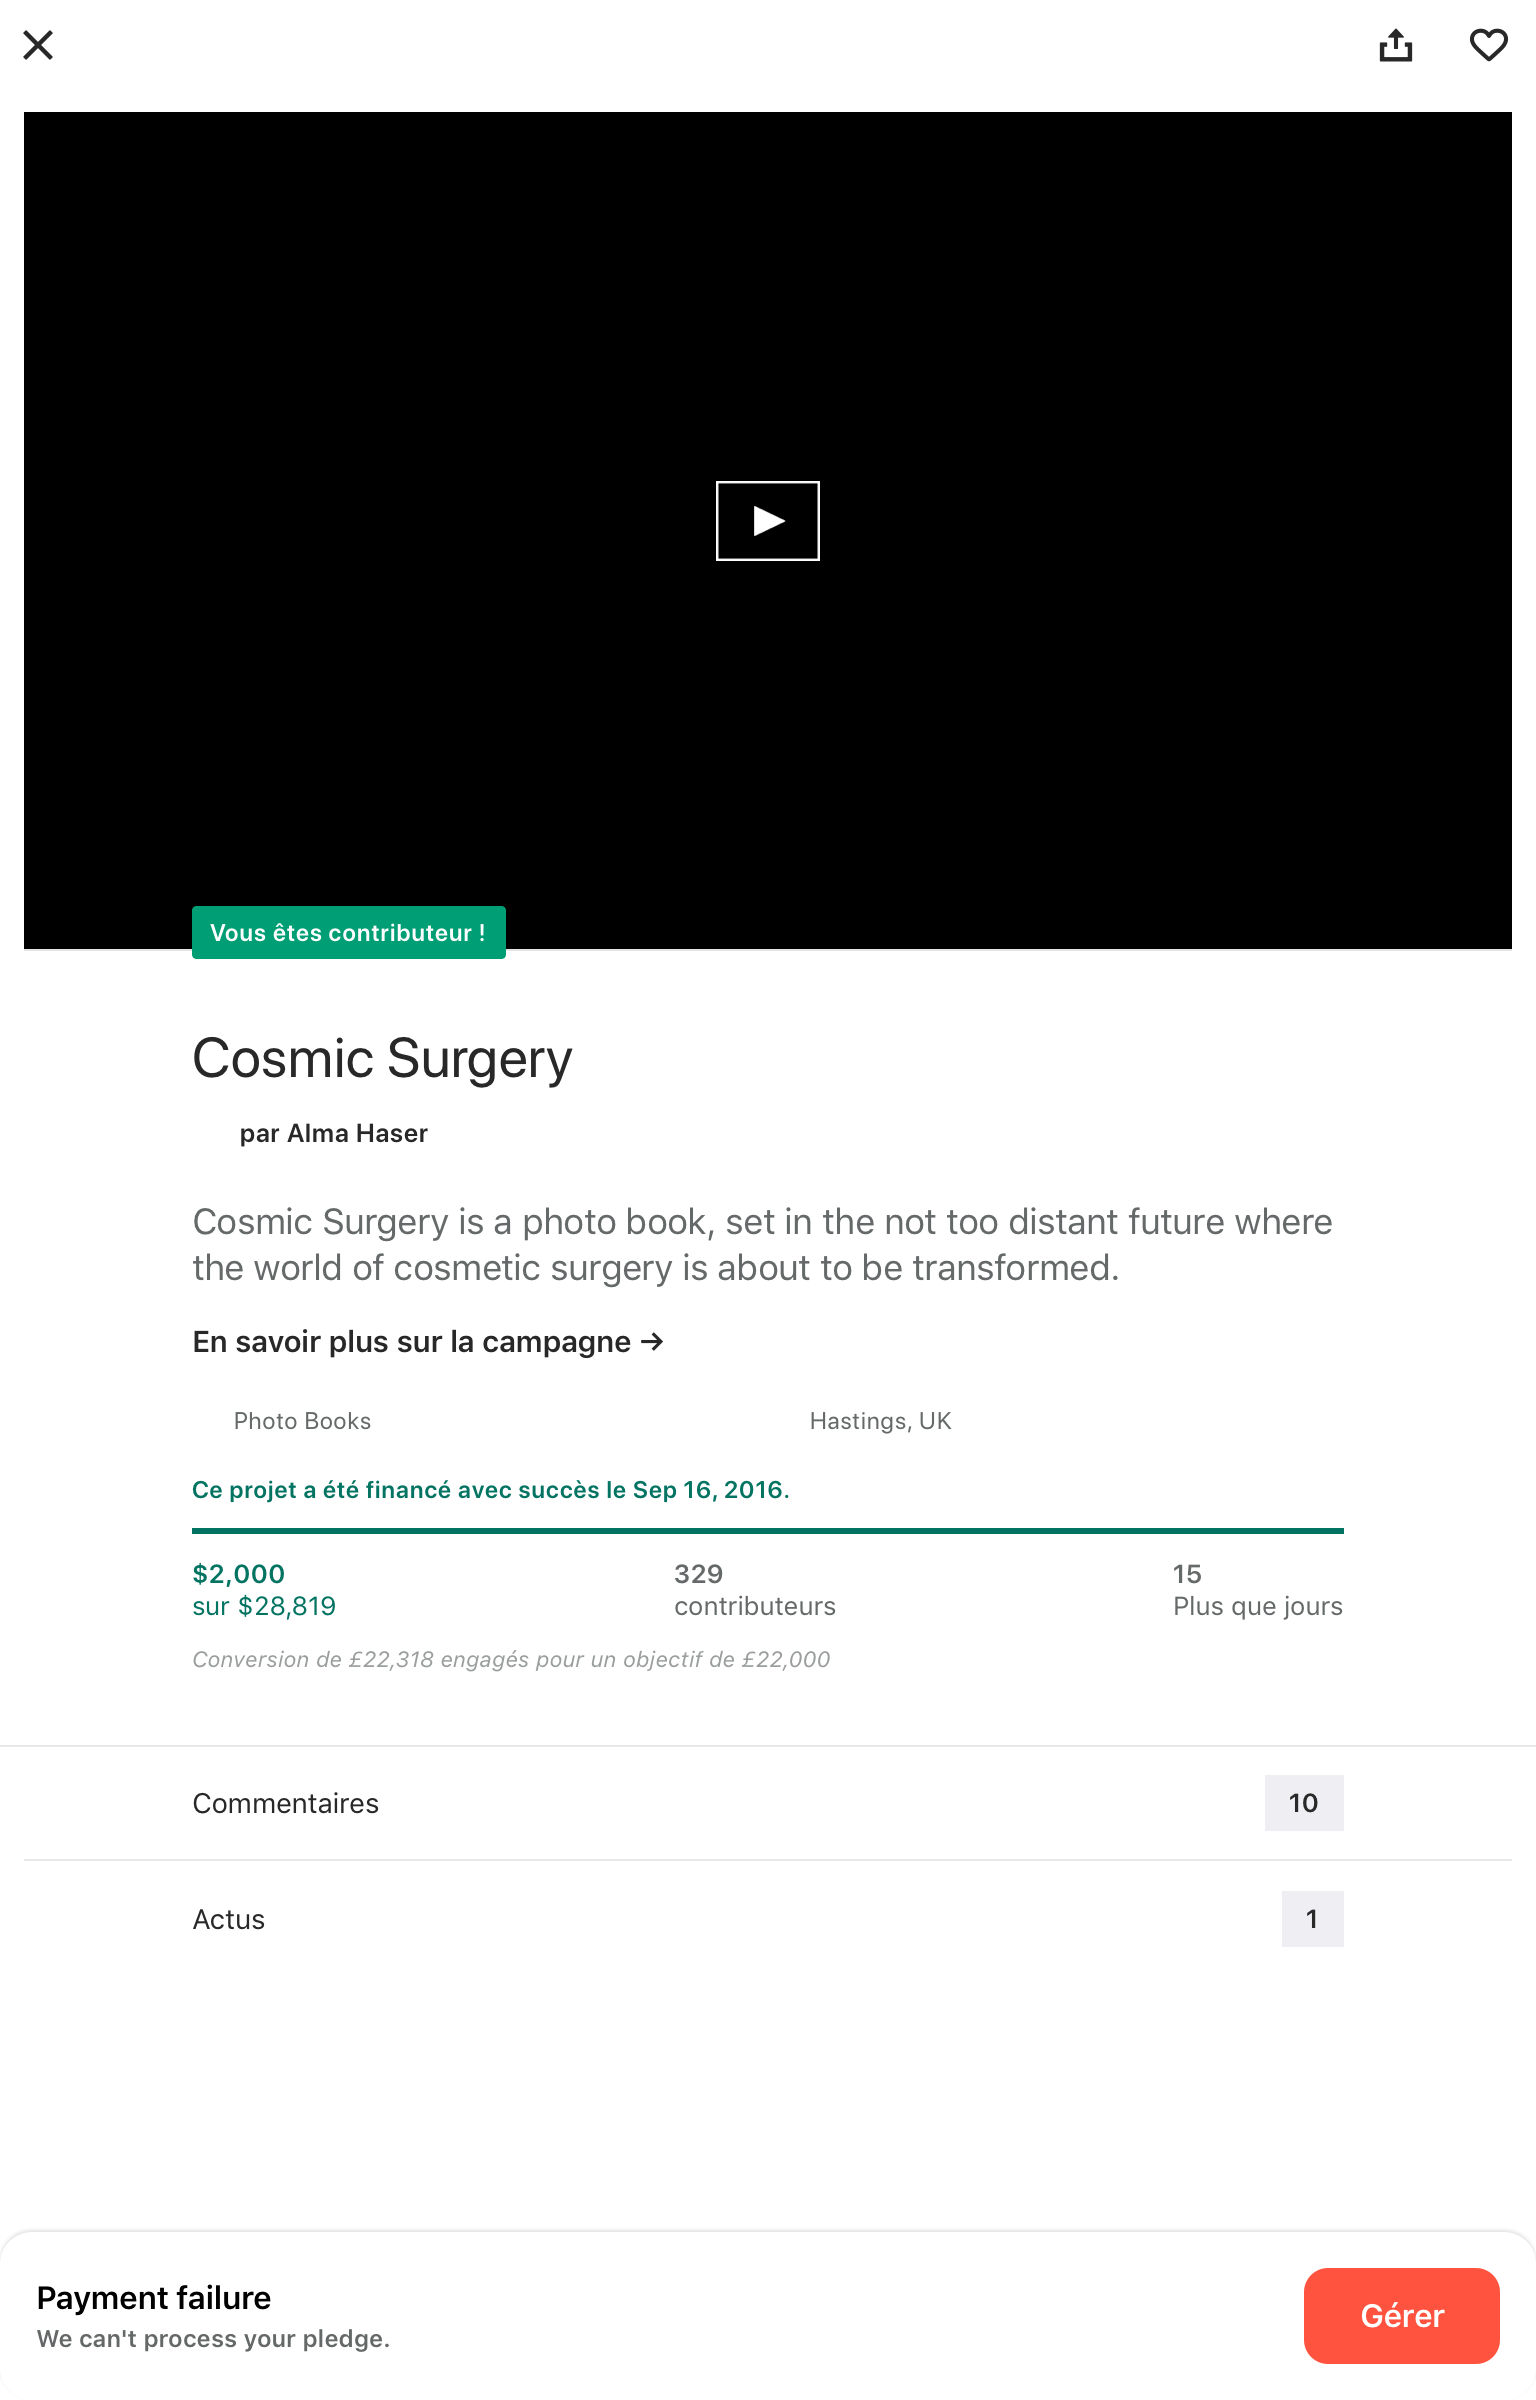 Vous êtes contributeur !
Cosmic Surgery
par Alma Haser
Cosmic Surgery is a photo book, set in the not too distant future where
the world of cosmetic surgery is about to be transformed.
En savoir plus sur la campagne →
Photo Books
Hastings, UK
Ce projet a été financé avec succès le Sep 16, 2016.
$2,000
sur $28,819
329
contributeurs
15
Plus que jours
Conversion de £22,318 engagés pour un objectif de £22,000
Commentaires
10
Actus
1
Payment failure
We can't process your pledge.
Gérer